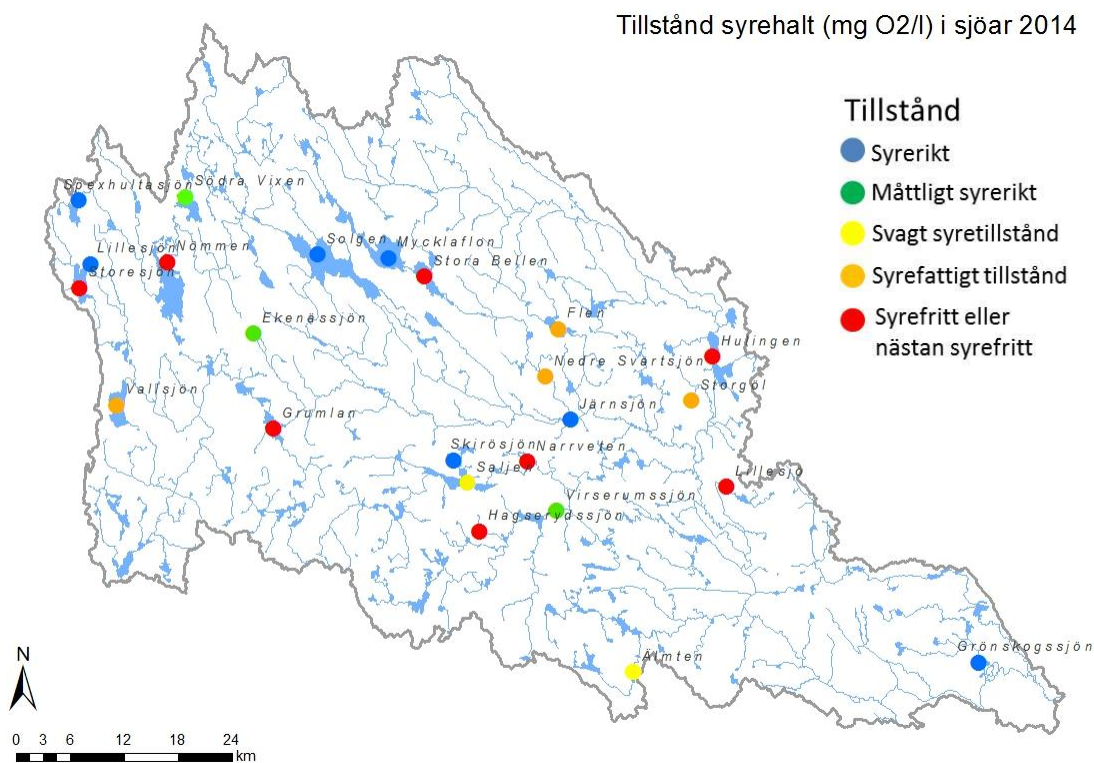 Tillstånd syrehalt (mg O2/l) i sjöar 2014
Tillstånd
Syrerikt
Måttligt syrerikt
Svagt syretillstånd
Syrefattigt tillstånd
Syrefritt eller
nästan syrefritt
Spexhultasjön
Södra Vixen
Lillesjön
Nömmen
Solgen
Mycklaflon
Storesjön
Stora Bellen
Ekenässjön
Flen
Hulingen
Nedre Svartsjön
Storgöl
Vallsjön
Järnsjön
Grumlan
Skirösjön
Narrveten
Saljen
Lillesjö
Virserumssjön
Hagserydssjön
Grönskogssjön
Älmten
N
0 3 6 12 18 24
km